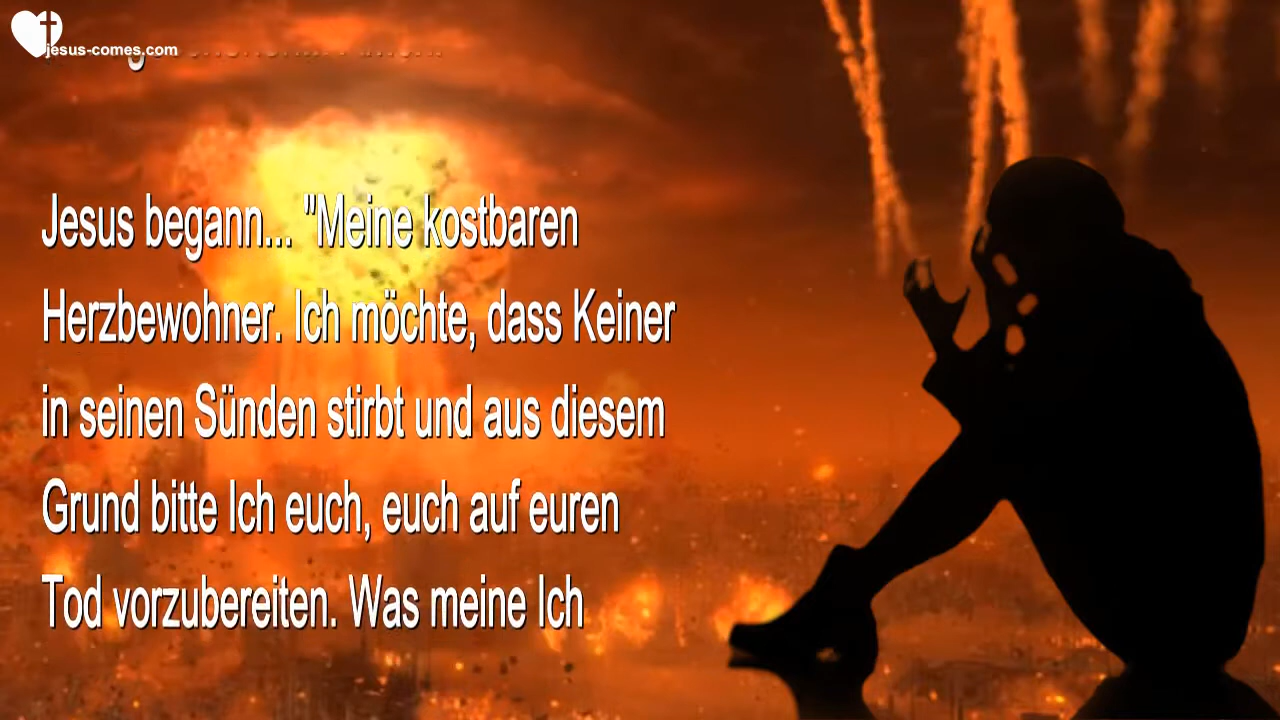 jesus-comes.com
Jesus begann... "Meine kostbaren
Herzbewohner. Ich möchte, dass Keiner
in seinen Sünden stirbt und aus diesem
Grund bitte Ich euch, euch auf euren
Tod vorzubereiten. Was meine Ich